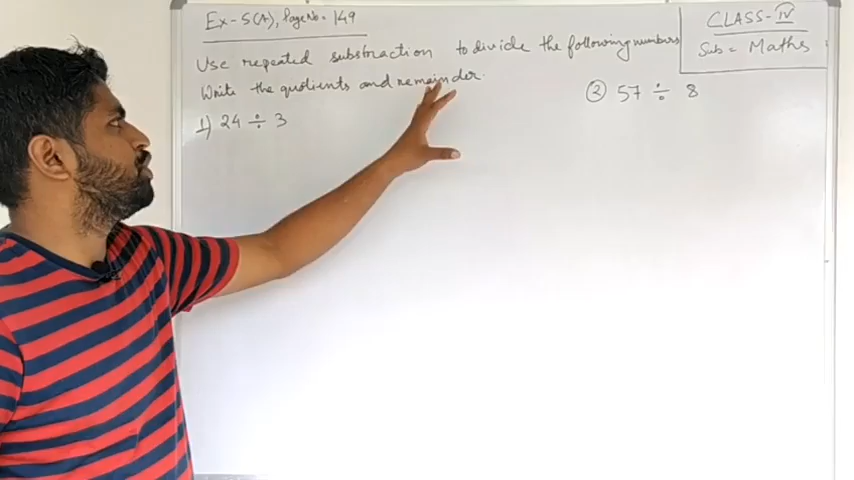 Ex-5(A), Page No. 149
CLASS-IV
Sub = Maths
Use repeated substraction to divide the following numbers
Write the quotients and remainder.
1) 24 ÷ 3
② 57 ÷ 8